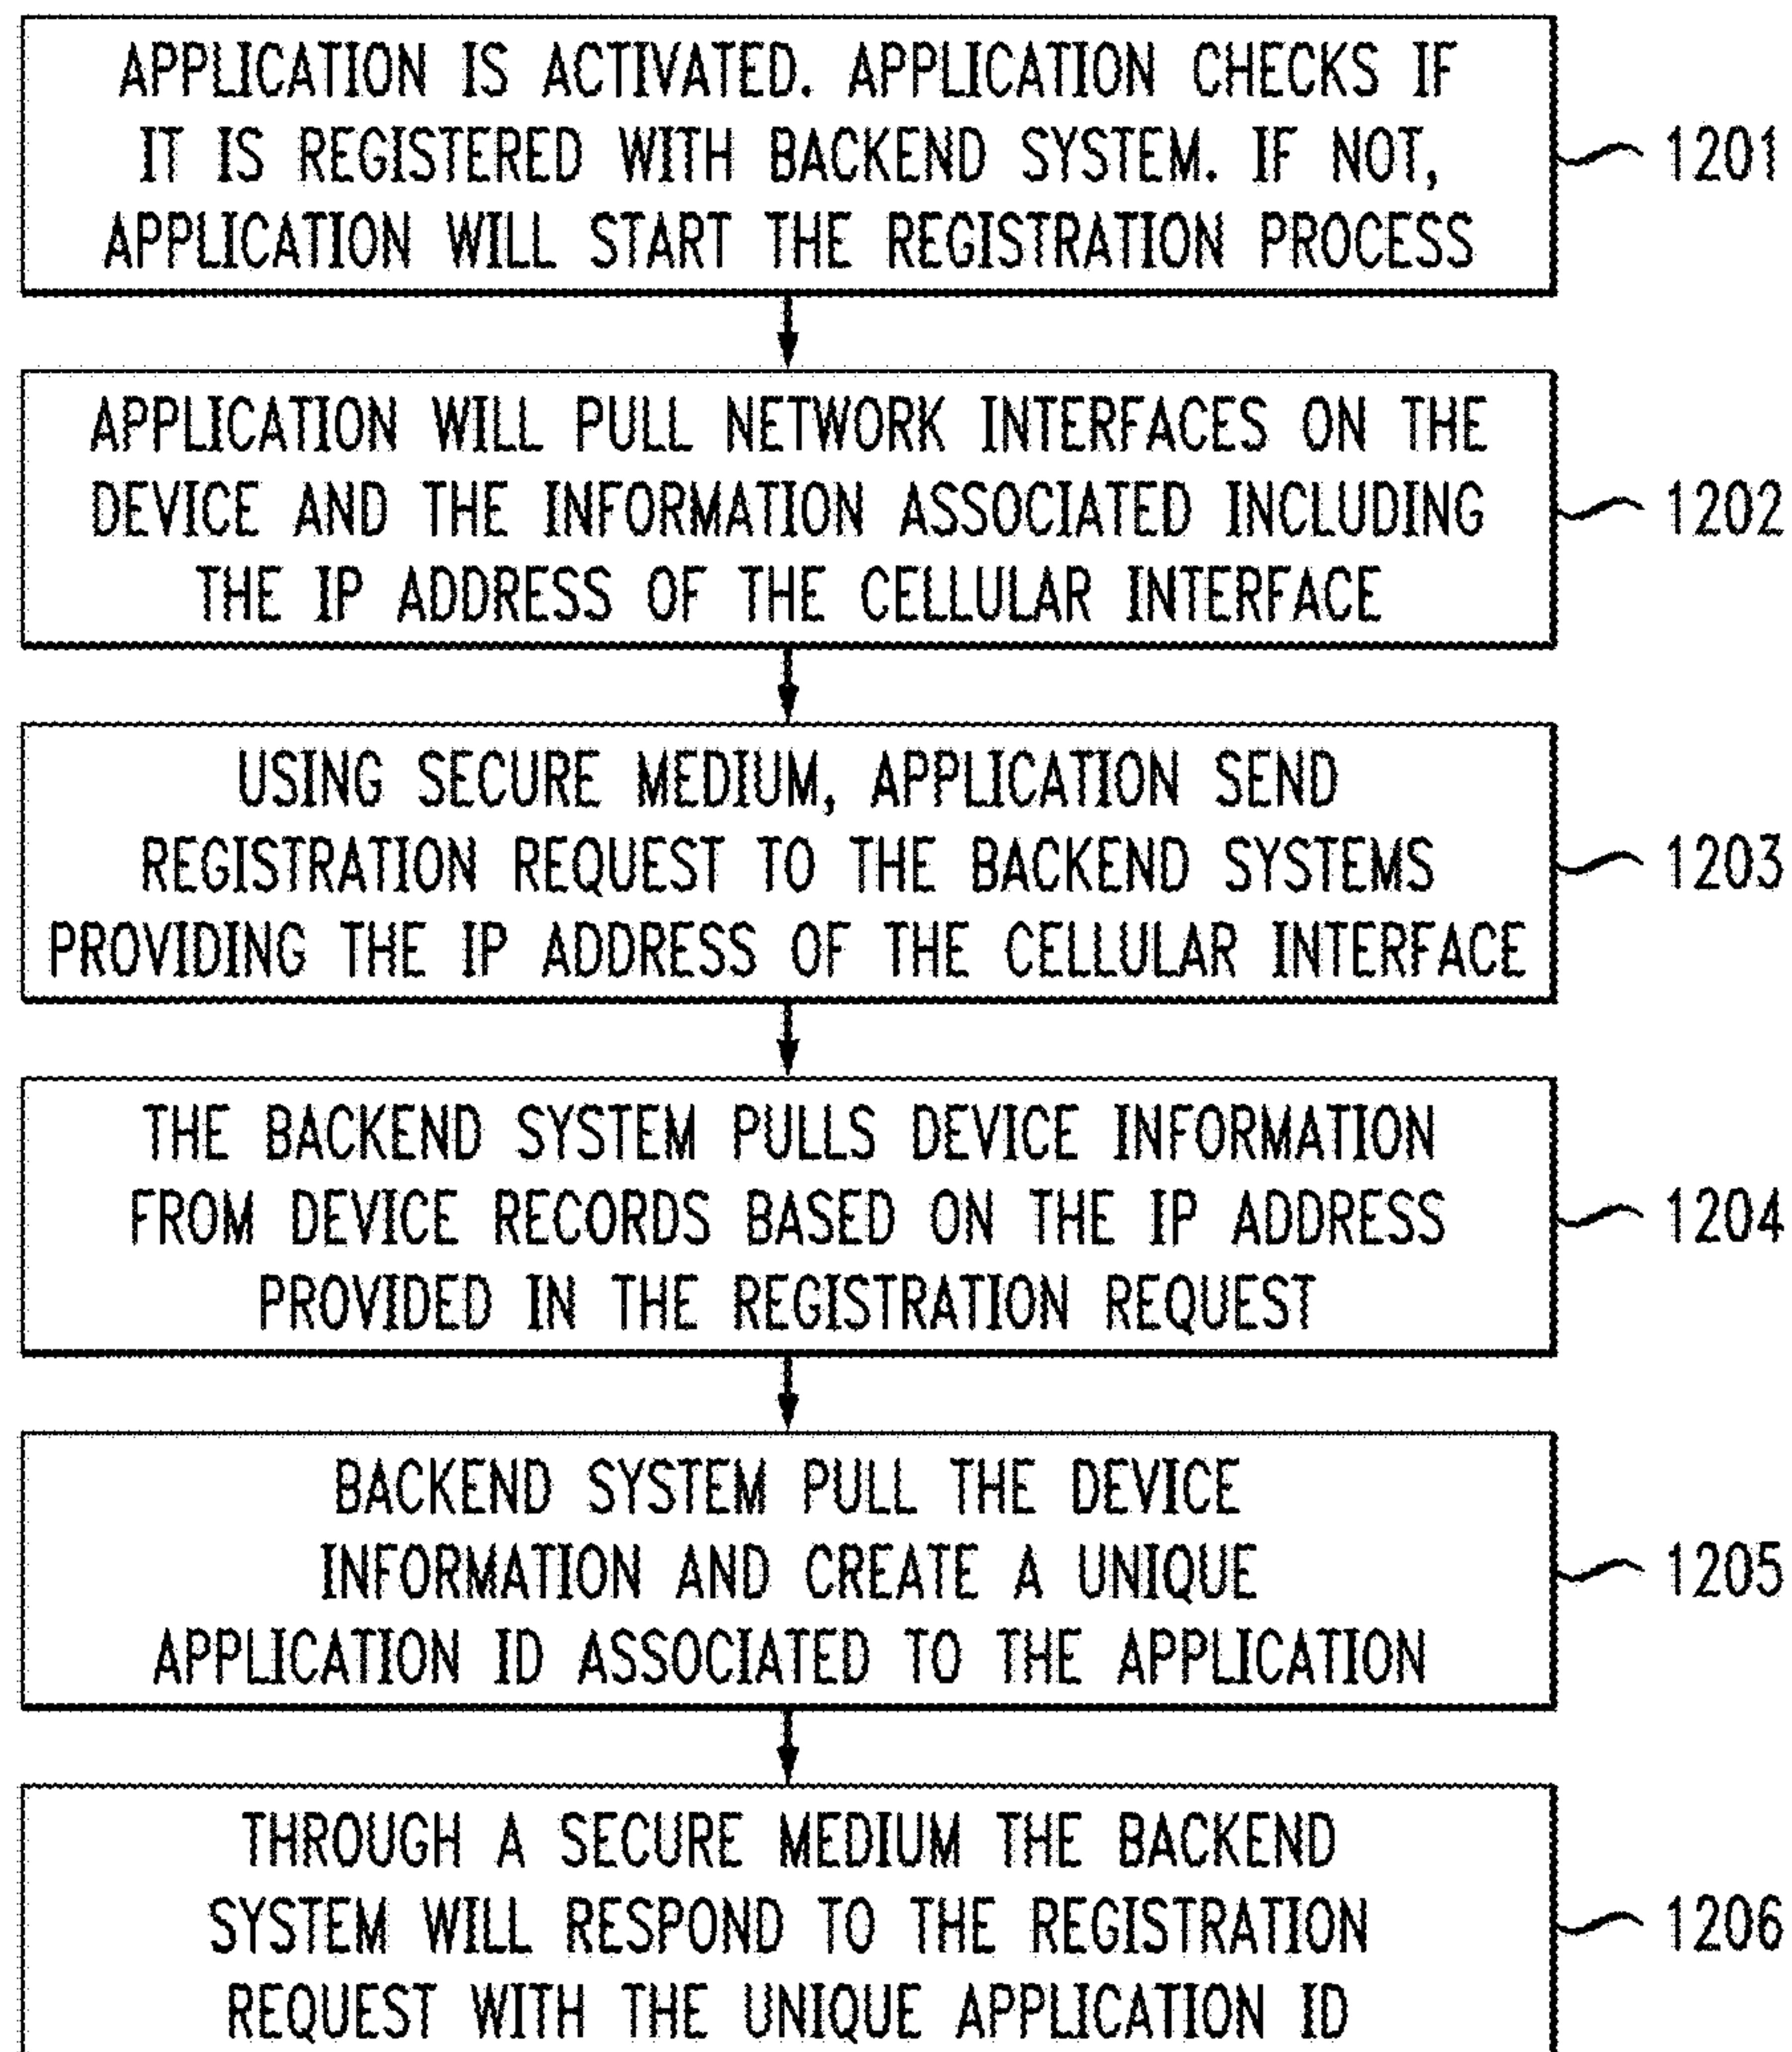 APPLICATION IS ACTIVATED. APPLICATION CHECKS IF
IT IS REGISTERED WITH BACKEND SYSTEM. IF NOT,
APPLICATION WILL START THE REGISTRATION PROCESS
1201
APPLICATION WILL PULL NETWORK INTERFACES ON THE
DEVICE AND THE INFORMATION ASSOCIATED INCLUDING
THE IP ADDRESS OF THE CELLULAR INTERFACE
1202
USING SECURE MEDIUM, APPLICATION SEND
REGISTRATION REQUEST TO THE BACKEND SYSTEMS
PROVIDING THE IP ADDRESS OF THE CELLULAR INTERFACE
1203
THE BACKEND SYSTEM PULLS DEVICE INFORMATION
FROM DEVICE RECORDS BASED ON THE IP ADDRESS
PROVIDED IN THE REGISTRATION REQUEST
1204
BACKEND SYSTEM PULL THE DEVICE
INFORMATION AND CREATE A UNIQUE
APPLICATION ID ASSOCIATED TO THE APPLICATION
1205
THROUGH A SECURE MEDIUM THE BACKEND
SYSTEM WILL RESPOND TO THE REGISTRATION
REQUEST WITH THE UNIQUE APPLICATION ID
1206